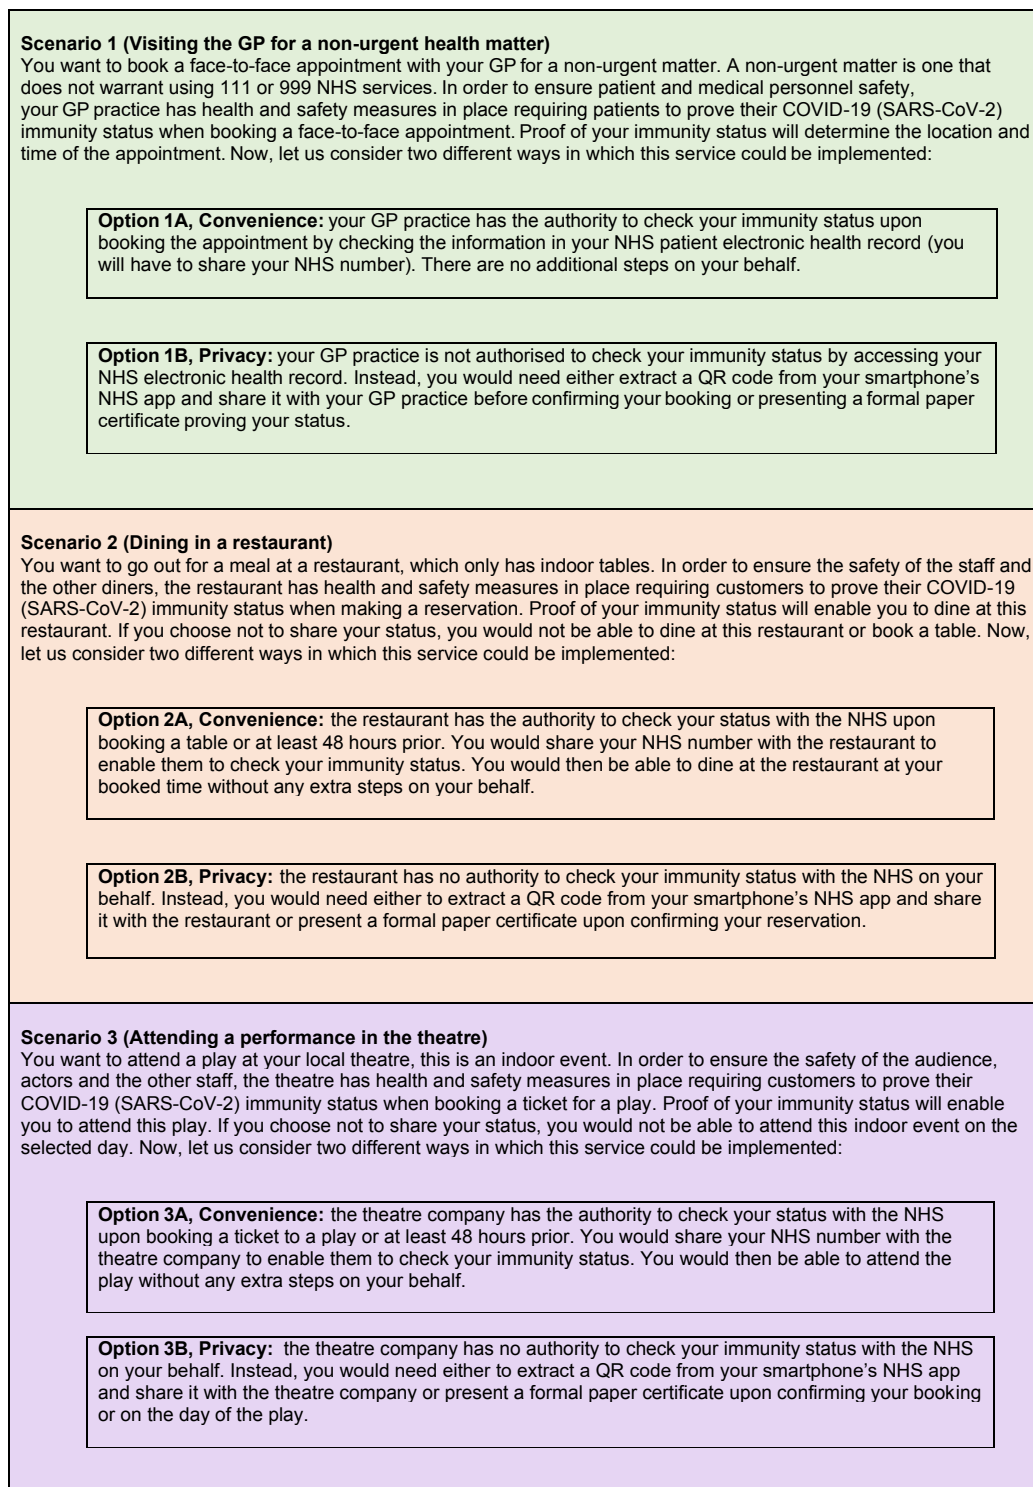 Scenario 1 (Visiting the GP for a non-urgent health matter)
You want to book a face-to-face appointment with your GP for a non-urgent matter. A non-urgent matter is one that
does not warrant using 111 or 999 NHS services. In order to ensure patient and medical personnel safety,
your GP practice has health and safety measures in place requiring patients to prove their COVID-19 (SARS-CoV-2)
immunity status when booking a face-to-face appointment. Proof of your immunity status will determine the location and
time of the appointment. Now, let us consider two different ways in which this service could be implemented:
Option 1A, Convenience: your GP practice has the authority to check your immunity status upon
booking the appointment by checking the information in your NHS patient electronic health record (you
will have to share your NHS number). There are no additional steps on your behalf.
Option 1B, Privacy: your GP practice is not authorised to check your immunity status by accessing your
NHS electronic health record. Instead, you would need either extract a QR code from your smartphone's
NHS app and share it with your GP practice before confirming your booking or presenting a formal paper
certificate proving your status.
Scenario 2 (Dining in a restaurant)
You want to go out for a meal at a restaurant, which only has indoor tables. In order to ensure the safety of the staff and
the other diners, the restaurant has health and safety measures in place requiring customers to prove their COVID-19
(SARS-CoV-2) immunity status when making a reservation. Proof of your immunity status will enable you to dine at this
restaurant. If you choose not to share your status, you would not be able to dine at this restaurant or book a table. Now,
let us consider two different ways in which this service could be implemented:
Option 2A, Convenience: the restaurant has the authority to check your status with the NHS upon
booking a table or at least 48 hours prior. You would share your NHS number with the restaurant to
enable them to check your immunity status. You would then be able to dine at the restaurant at your
booked time without any extra steps on your behalf.
Option 2B, Privacy: the restaurant has no authority to check your immunity status with the NHS on your
behalf. Instead, you would need either to extract a QR code from your smartphone's NHS app and share
it with the restaurant or present a formal paper certificate upon confirming your reservation.
Scenario 3 (Attending a performance in the theatre)
You want to attend a play at your local theatre, this is an indoor event. In order to ensure the safety of the audience,
actors and the other staff, the theatre has health and safety measures in place requiring customers to prove their
COVID-19 (SARS-CoV-2) immunity status when booking a ticket for a play. Proof of your immunity status will enable
you to attend this play. If you choose not to share your status, you would not be able to attend this indoor event on the
selected day. Now, let us consider two different ways in which this service could be implemented:
Option 3A, Convenience: the theatre company has the authority to check your status with the NHS
upon booking a ticket to a play or at least 48 hours prior. You would share your NHS number with the
theatre company to enable them to check your immunity status. You would then be able to attend the
play without any extra steps on your behalf.
Option 3B, Privacy: the theatre company has no authority to check your immunity status with the NHS
on your behalf. Instead, you would need either to extract a QR code from your smartphone's NHS app
and share it with the theatre company or present a formal paper certificate upon confirming your booking
or on the day of the play.